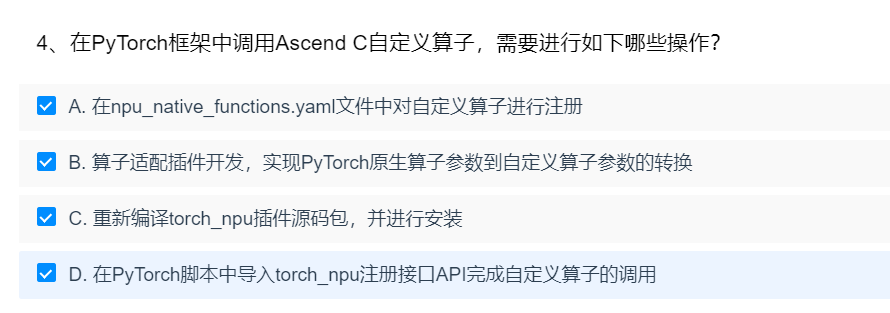 4、在PyTorch框架中调用Ascend C自定义算子，需要进行如下哪些操作？
A. 在npu_native_functions.yaml文件中对自定义算子进行注册
B. 算子适配插件开发，实现PyTorch原生算子参数到自定义算子参数的转换
C. 重新编译torch_npu插件源码包，并进行安装
D. 在PyTorch脚本中导入torch_npu注册接口API完成自定义算子的调用